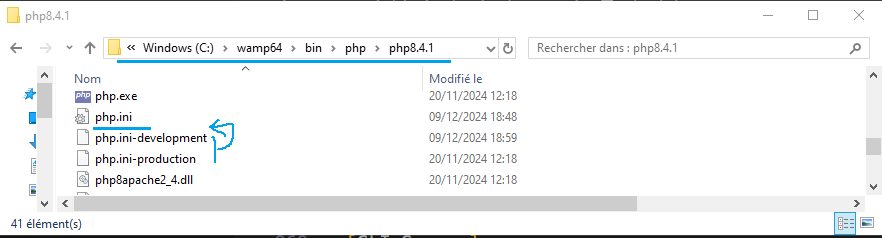 php8.4.1
« Windows (C:) › wamp64 › bin › php › php8.4.1
Rechercher dans : php8.4.1
Nom Modifié le
php php.exe 20/11/2024 12:18
php.ini 09/12/2024 18:48
php.ini-development 09/12/2024 18:59
php.ini-production 20/11/2024 12:18
php8apache2_4.dll 20/11/2024 12:18
41 élément(s)